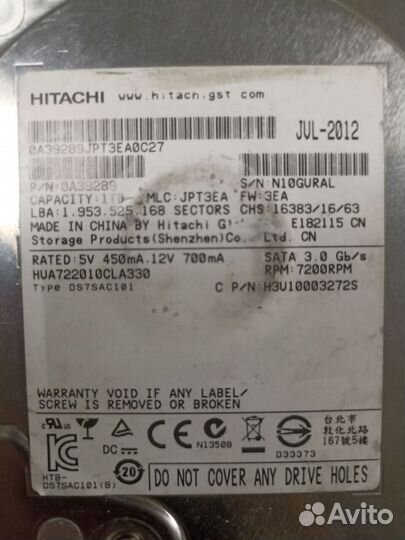 HITACHI www.hitachigst com
JUL-2012
0A39289JPT3EA0C27
P/N:0A39289 S/N:N10GURAL
CAPACITY:1TB MLC:JPT3EA FW:3EA
LBA:1.953.525.168 SECTORS CHS:16383/16/63
MADE IN CHINA BY Hitachi E182115 CN
Storage Products(Shenzhen)Co.. Ltd. CN
RATED:5V 450mA.12V 700mA SATA 3.0 Gb/s
HUA722010CLA330 RPM:7200RPM
TYPE DS7SAC101 C P/N:H3U10003272S
WARRANTY VOID IF ANY LABEL/
SCREW IS REMOVED OR BROKEN
DC N13508 D33373
台北市
敦化北路
167號5樓
20
HTB-
DS7SAC101(B)
DO NOT COVER ANY DRIVE HOLES
Avito